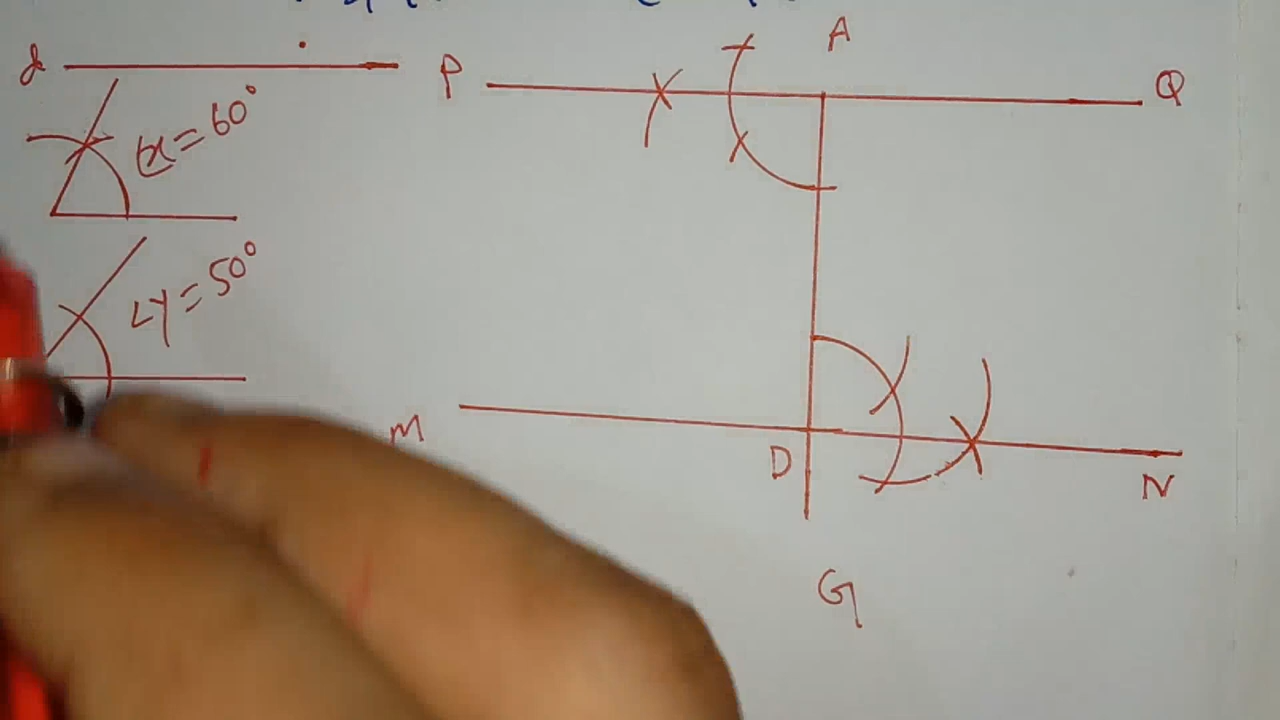 d
P
A
Q
∠x = 60°
∠y = 50°
M
D
N
G